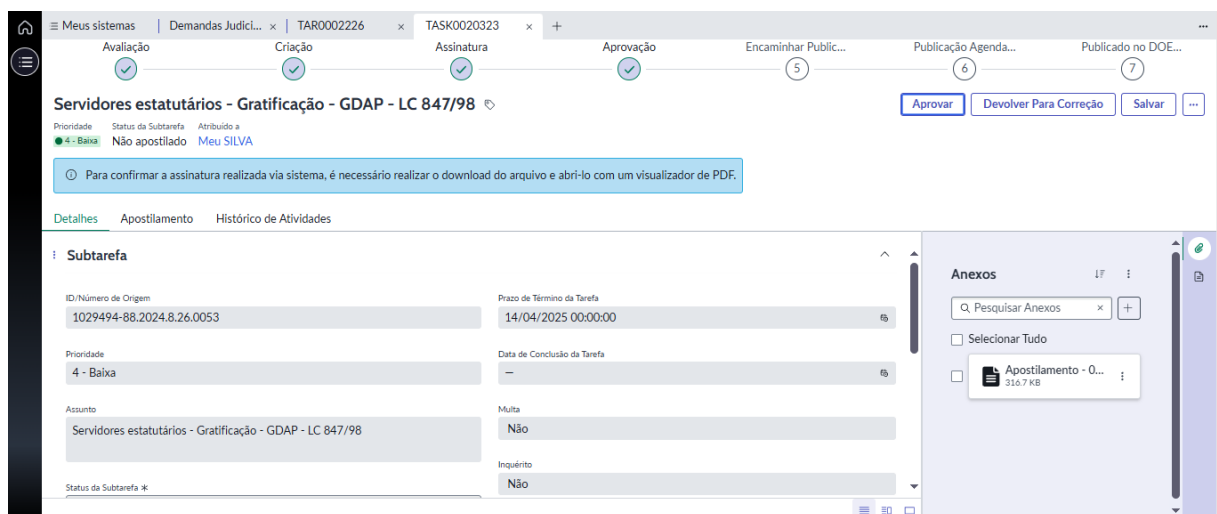 Meus sistemas
Demandas Judici...
TAR0002226
TASK0020323
Avaliação
Criação
Assinatura
Aprovação
Encaminhar Public...
Publicação Agenda...
Publicado no DOE...
5
6
7
Servidores estatutários - Gratificação - GDAP - LC 847/98
Aprovar
Devolver Para Correção
Salvar
Prioridade
Status da Subtarefa
Atribuído a
4 - Baixa
Não apostilado
Meu SILVA
Para confirmar a assinatura realizada via sistema, é necessário realizar o download do arquivo e abri-lo com um visualizador de PDF.
Detalhes
Apostilamento
Histórico de Atividades
Subtarefa
ID/Número de Origem
1029494-88.2024.8.26.0053
Prazo de Término da Tarefa
14/04/2025 00:00:00
Prioridade
4 - Baixa
Data de Conclusão da Tarefa
—
Assunto
Servidores estatutários - Gratificação - GDAP - LC 847/98
Multa
Não
Inquérito
Não
Status da Subtarefa *
Anexos
Pesquisar Anexos
Selecionar Tudo
Apostilamento - 0...
316.7 KB